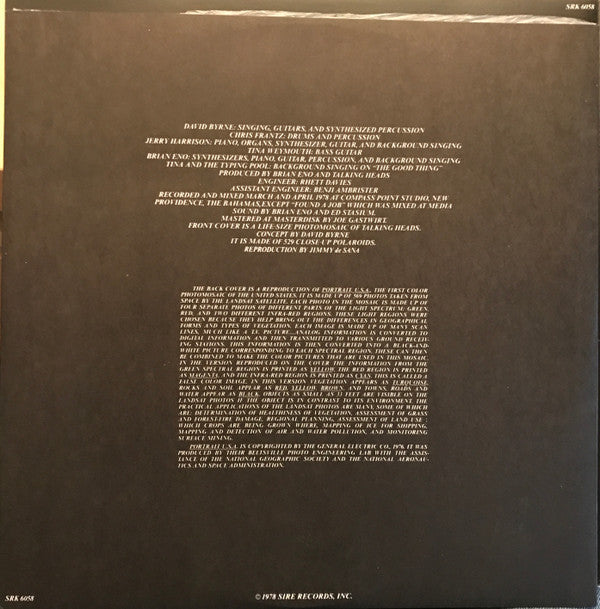 SRK 6058
DAVID BYRNE: SINGING, GUITARS, AND SYNTHESIZED PERCUSSION
CHRIS FRANTZ: DRUMS AND PERCUSSION
JERRY HARRISON: PIANO, ORGANS, SYNTHESIZER, GUITAR, AND BACKGROUND SINGING
TINA WEYMOUTH: BASS GUITAR
BRIAN ENO: SYNTHESIZERS, PIANO, GUITAR, PERCUSSION, AND BACKGROUND SINGING
TINA AND THE TYPING POOL: BACKGROUND SINGING ON "THE GOOD THING"
PRODUCED BY BRIAN ENO AND TALKING HEADS
ENGINEER: RHETT DAVIES
ASSISTANT ENGINEER: BENJI AMBRISTER
RECORDED AND MIXED MARCH AND APRIL 1978 AT COMPASS POINT STUDIO, NEW
PROVIDENCE, THE BAHAMAS, EXCEPT "FOUND A JOB" WHICH WAS MIXED AT MEDIA
SOUND BY BRIAN ENO AND ED STASIUM.
MASTERED AT MASTERDISK BY JOE GASTWIRT.
FRONT COVER IS A LIFE-SIZE PHOTOMOSAIC OF TALKING HEADS.
CONCEPT BY DAVID BYRNE
IT IS MADE OF 529 CLOSE-UP POLAROIDS.
REPRODUCTION BY JIMMY de SANA
THE BACK COVER IS A REPRODUCTION OF PORTRAIT U.S.A., THE FIRST COLOR
PHOTOMOSAIC OF THE UNITED STATES. IT IS MADE UP OF 569 PHOTOS TAKEN FROM
SPACE BY THE LANDSAT SATELLITE. EACH PHOTO IN THE MOSAIC IS MADE UP OF
FOUR SEPARATE PHOTOS OF DIFFERENT PARTS OF THE LIGHT SPECTRUM: GREEN,
RED, AND TWO DIFFERENT INFRA-RED REGIONS. THESE LIGHT REGIONS WERE
CHOSEN BECAUSE THEY HELP BRING OUT THE DIFFERENCES IN GEOGRAPHICAL
FORMS AND TYPES OF VEGETATION. EACH IMAGE IS MADE UP OF MANY SCAN
LINES, MUCH LIKE A T.V. PICTURE...ANALOG INFORMATION IS CONVERTED TO
DIGITAL INFORMATION AND THEN TRANSMITTED TO VARIOUS GROUND RECEIV-
ING STATIONS. THIS INFORMATION IS THEN CONVERTED INTO A BLACK-AND-
WHITE PICTURE CORRESPONDING TO EACH SPECTRAL REGION. THESE CAN THEN
BE COMBINED TO MAKE THE COLOR PICTURES THAT ARE USED IN THIS MOSAIC.
IN THE VERSION REPRODUCED ON THE COVER THE INFORMATION FROM THE
GREEN SPECTRAL REGION IS PRINTED AS YELLOW, THE RED REGION IS PRINTED
AS MAGENTA, AND THE INFRA-RED REGION IS PRINTED AS CYAN. THIS IS CALLED A
FALSE COLOR IMAGE. IN THIS VERSION VEGETATION APPEARS AS TURQUOISE,
ROCKS AND SOIL APPEAR AS RED, YELLOW, BROWN, AND TOWNS, ROADS AND
WATER APPEAR AS BLACK. OBJECTS AS SMALL AS 33 FEET ARE VISIBLE ON THE
LANDSAT PHOTOS IF THE OBJECT IS IN CONTRAST TO ITS ENVIRONMENT. THE
PRACTICAL APPLICATIONS OF THE LANDSAT PHOTOS ARE MANY, SOME OF WHICH
ARE: DETERMINATION OF HEALTHINESS OF VEGETATION, ASSESSMENT OF GRASS
AND FOREST-FIRE DAMAGE, REGIONAL PLANNING, ASSESSMENT OF LAND USE:
WHICH CROPS ARE BEING GROWN WHERE, MAPPING OF ICE FOR SHIPPING,
MAPPING AND DETECTION OF AIR AND WATER POLLUTION, AND MONITORING
SURFACE MINING.
PORTRAIT U.S.A. IS COPYRIGHTED BY THE GENERAL ELECTRIC CO., 1976. IT WAS
PRODUCED BY THEIR BELTSVILLE PHOTO ENGINEERING LAB WITH THE ASSIS-
TANCE OF THE NATIONAL GEOGRAPHIC SOCIETY AND THE NATIONAL AERONAU-
TICS AND SPACE ADMINISTRATION.
SRK 6058
© 1978 SIRE RECORDS, INC.